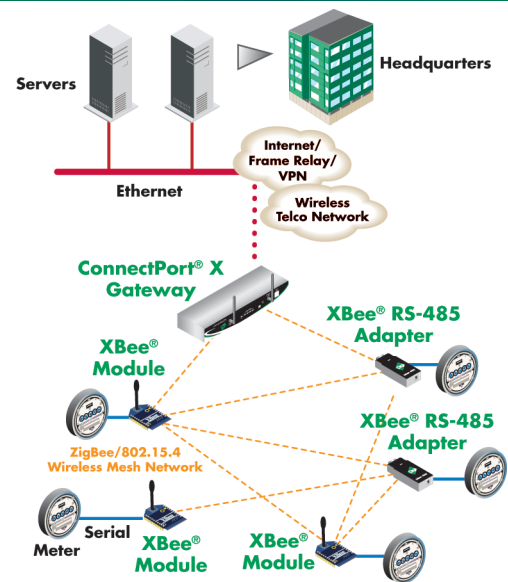 Servers
Headquarters
Internet/
Frame Relay/
VPN
Ethernet
Wireless
Telco Network
ConnectPort® X
Gateway
XBee® RS-485
Adapter
XBee®
Module
XBee® RS-485
Adapter
ZigBee/802.15.4
Wireless Mesh Network
Serial
Meter
XBee®
Module
XBee®
Module